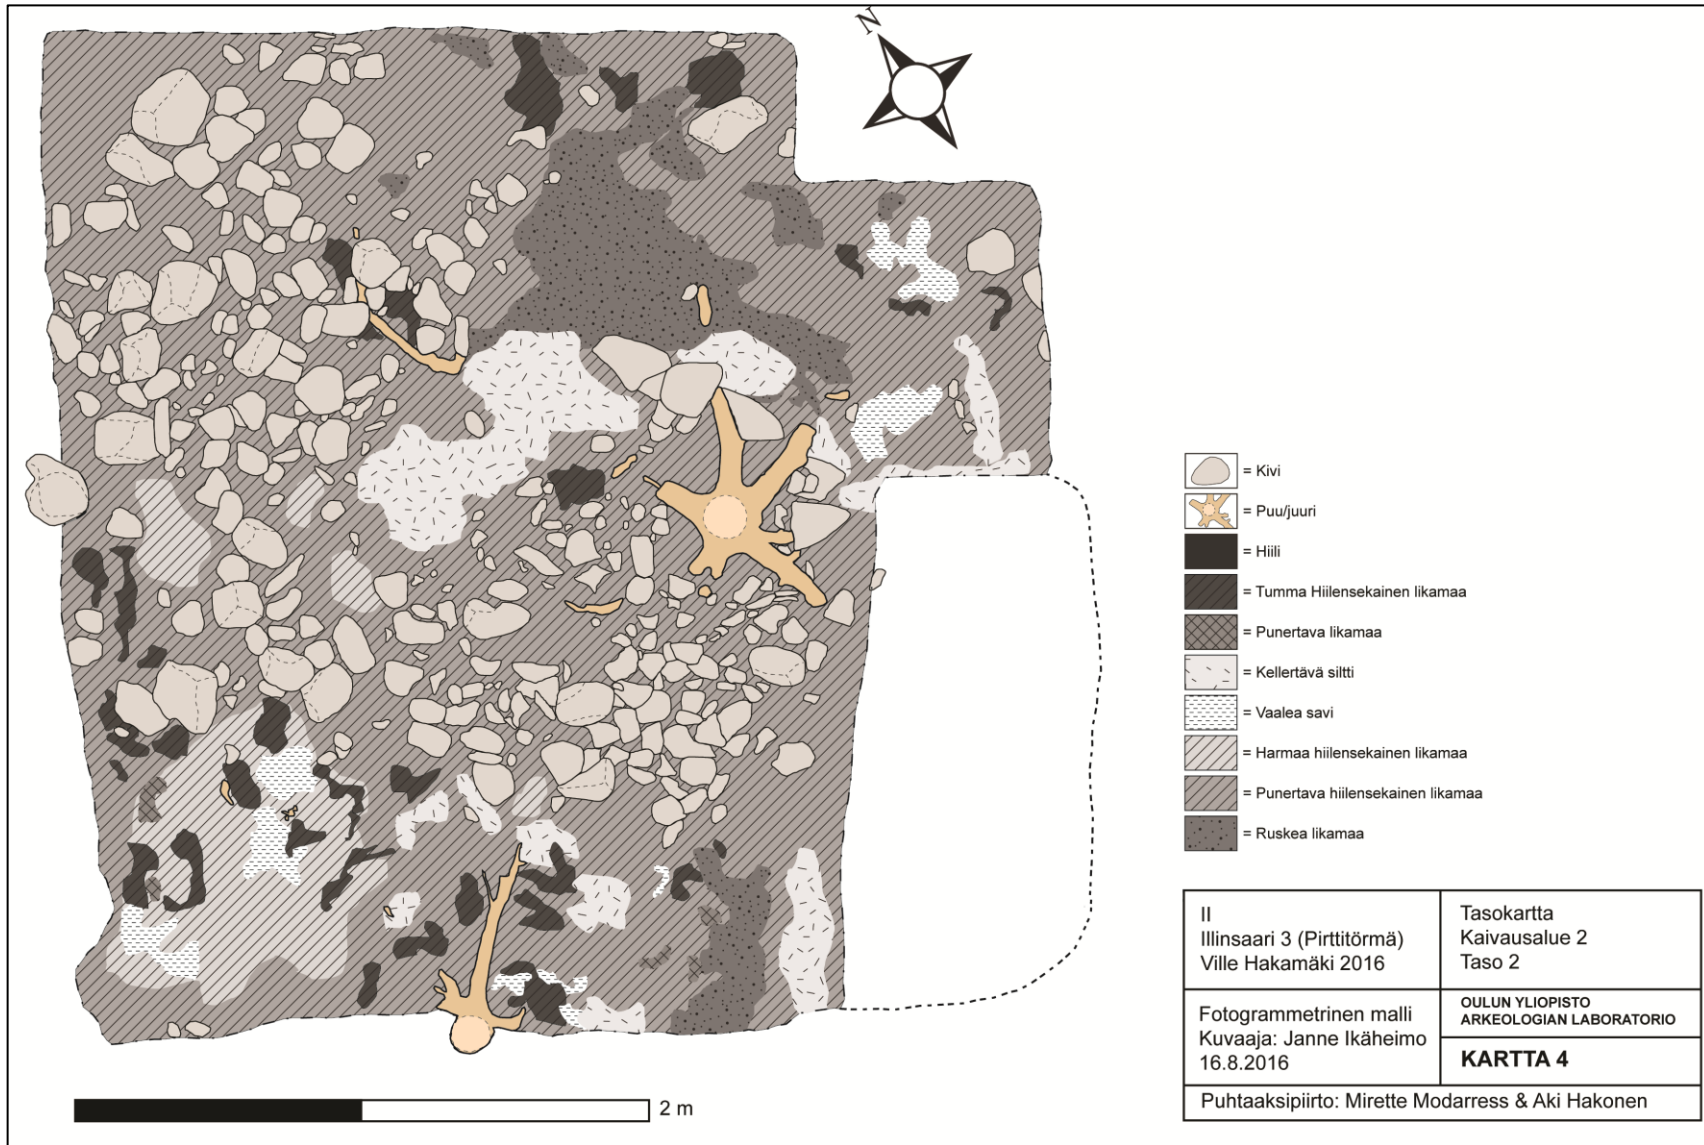 N
= Kivi
= Puu/juuri
= Hiili
= Tumma Hiilensekainen likamaa
= Punertava likamaa
= Kellertävä siltti
= Vaalea savi
= Harmaa hiilensekainen likamaa
= Punertava hiilensekainen likamaa
= Ruskea likamaa
II
Illinsaari 3 (Pirttitörmä)
Ville Hakamäki 2016
Tasokartta
Kaivausalue 2
Taso 2
Fotogrammetrinen malli
Kuvaaja: Janne Ikäheimo
16.8.2016
OULUN YLIOPISTO
ARKEOLOGIAN LABORATORIO
KARTTA 4
Puhtaaksipiirto: Mirette Modarress & Aki Hakonen
2 m